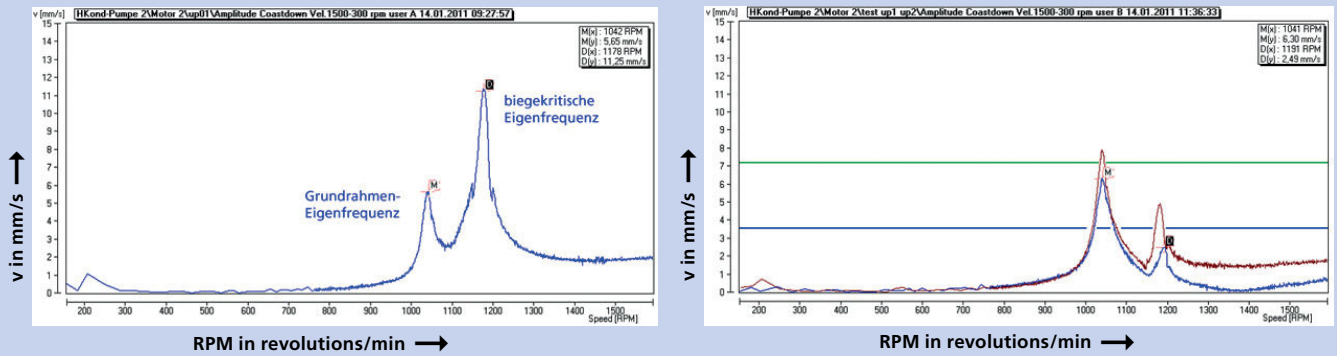 v [mm/s]
HKond-Pumpe 2\Motor 2\up01\Amplitude Coastdown Vel.1500-300 rpm user A 14.01.2011 09:27:57
M(x) : 1042 RPM
M(y) : 5,65 mm/s
D(x) : 1178 RPM
D(y) : 11,25 mm/s
15
14
13
12
11
10
9
8
7
6
5
4
3
2
1
0
D
biegekritische
Eigenfrequenz
M
Grundrahmen-
Eigenfrequenz
200 300 400 500 600 700 800 900 1000 1100 1200 1300 1400 1500
Speed [RPM]
v in mm/s
RPM in revolutions/min
v [mm/s]
HKond-Pumpe 2\Motor 2\test up1 up2\Amplitude Coastdown Vel.1500-300 rpm user B 14.01.2011 11:36:33
M(x) : 1041 RPM
M(y) : 6,30 mm/s
D(x) : 1191 RPM
D(y) : 2,49 mm/s
15
14
13
12
11
10
9
8
7
6
5
4
3
2
1
0
M
D
200 300 400 500 600 700 800 900 1000 1100 1200 1300 1400 1500
Speed [RPM]
v in mm/s
RPM in revolutions/min